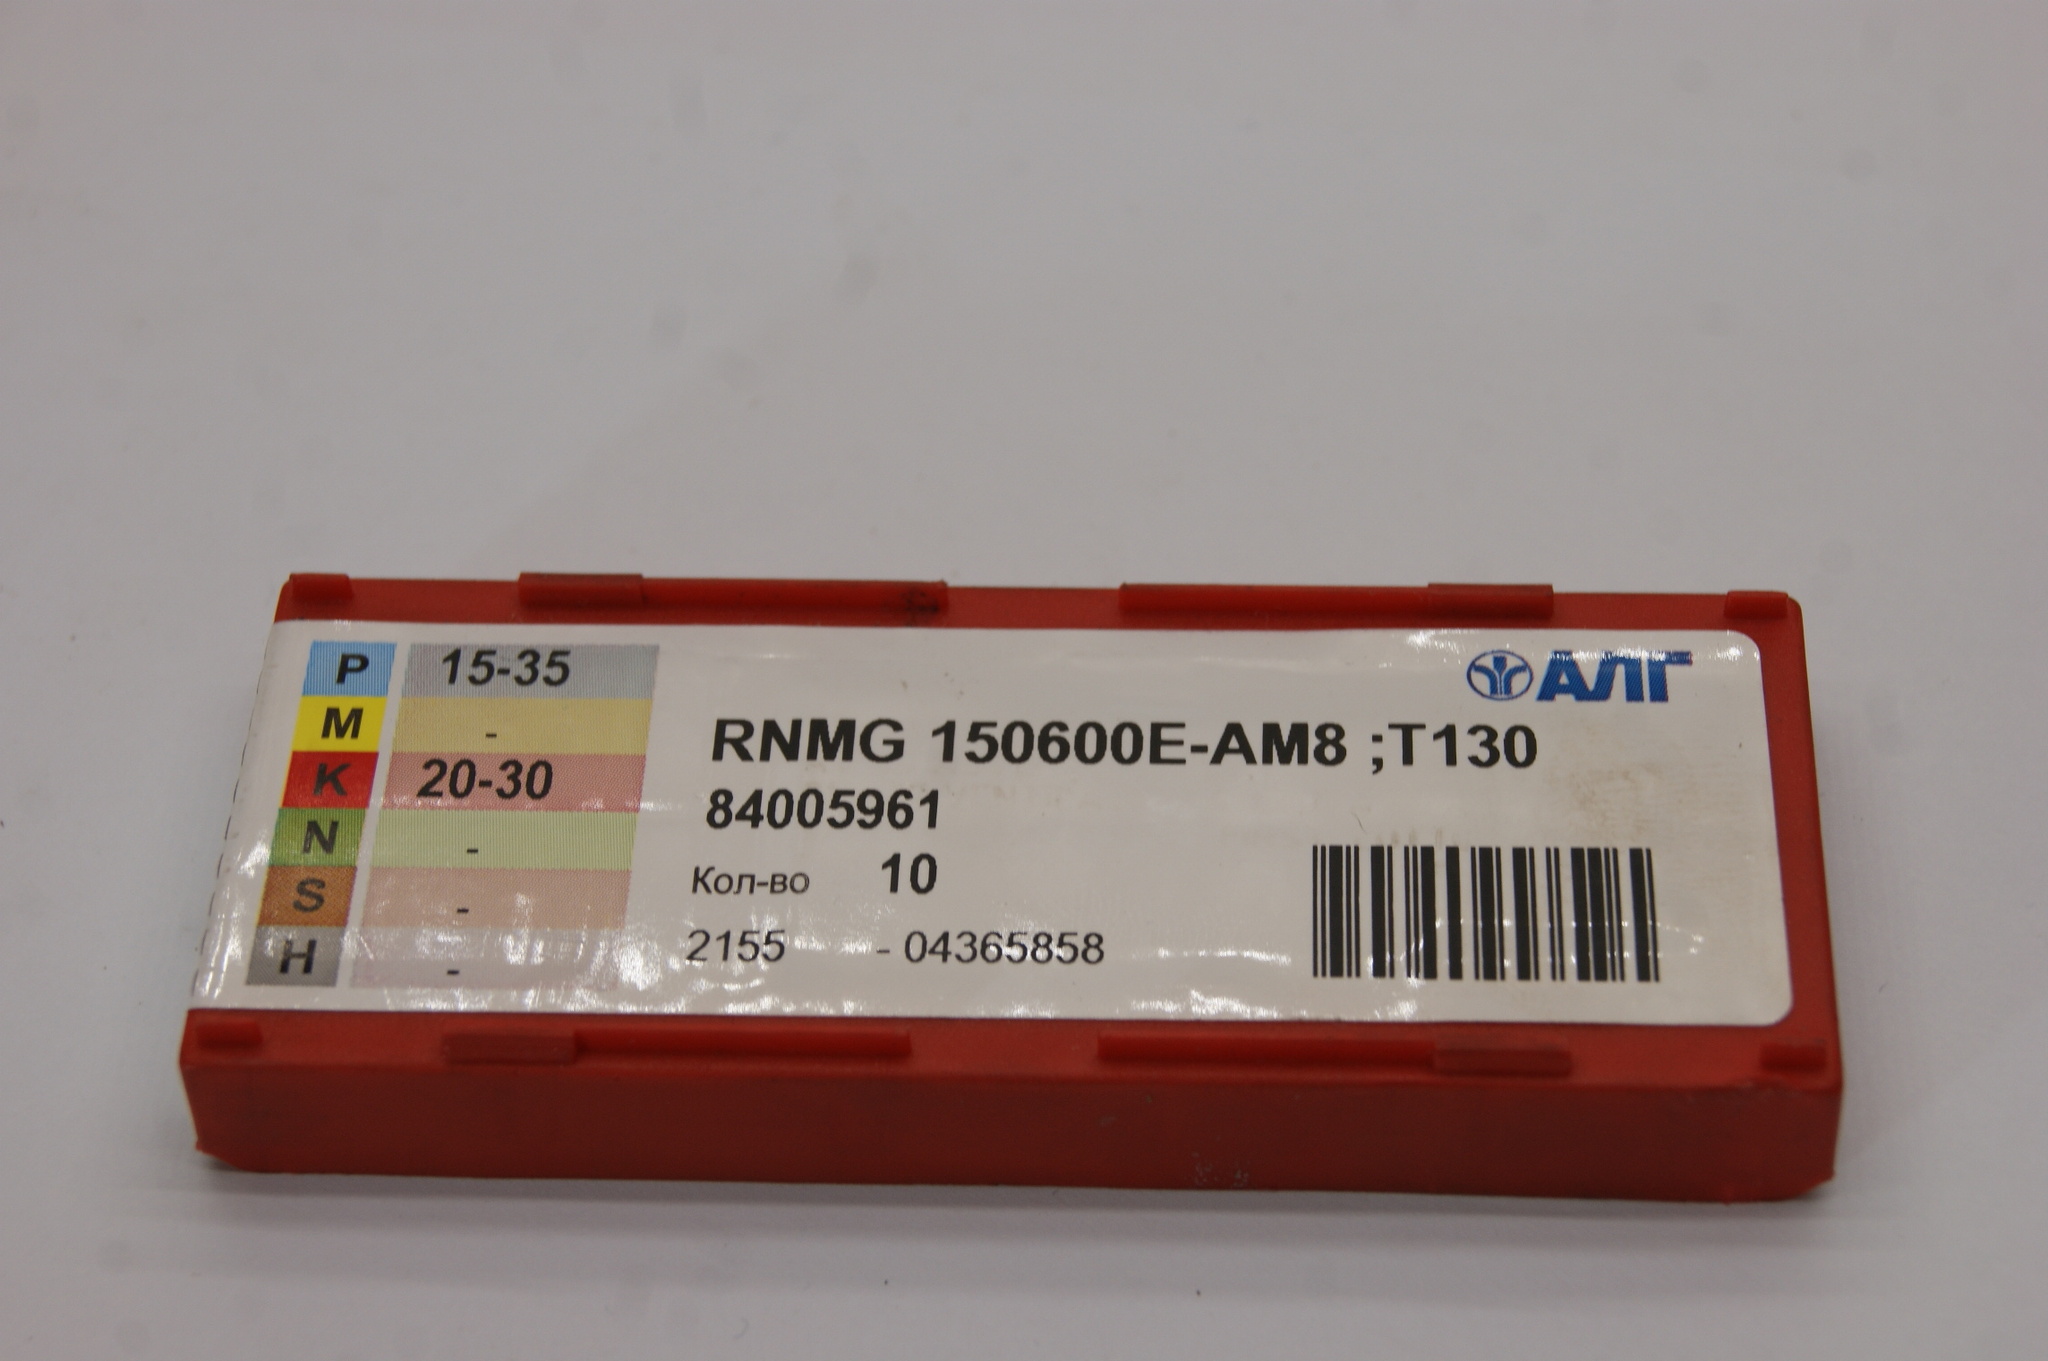 АЛГ
P 15-35
M -
K 20-30
N -
S -
H -
RNMG 150600E-AM8 ;T130
84005961
Кол-во 10
2155 - 04365858